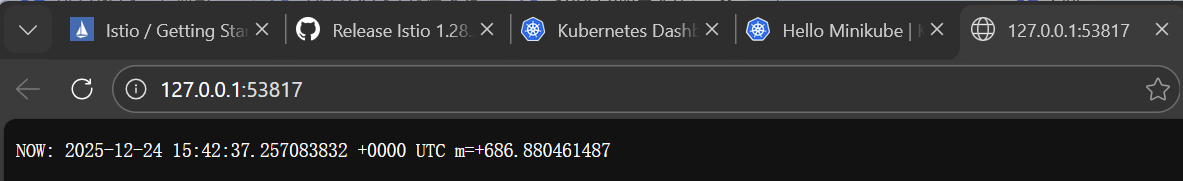 Istio / Getting Star
Release Istio 1.28.
Kubernetes Dashb
Hello Minikube |
127.0.0.1:53817
127.0.0.1:53817
NOW: 2025-12-24 15:42:37.257083832 +0000 UTC m=+686.880461487